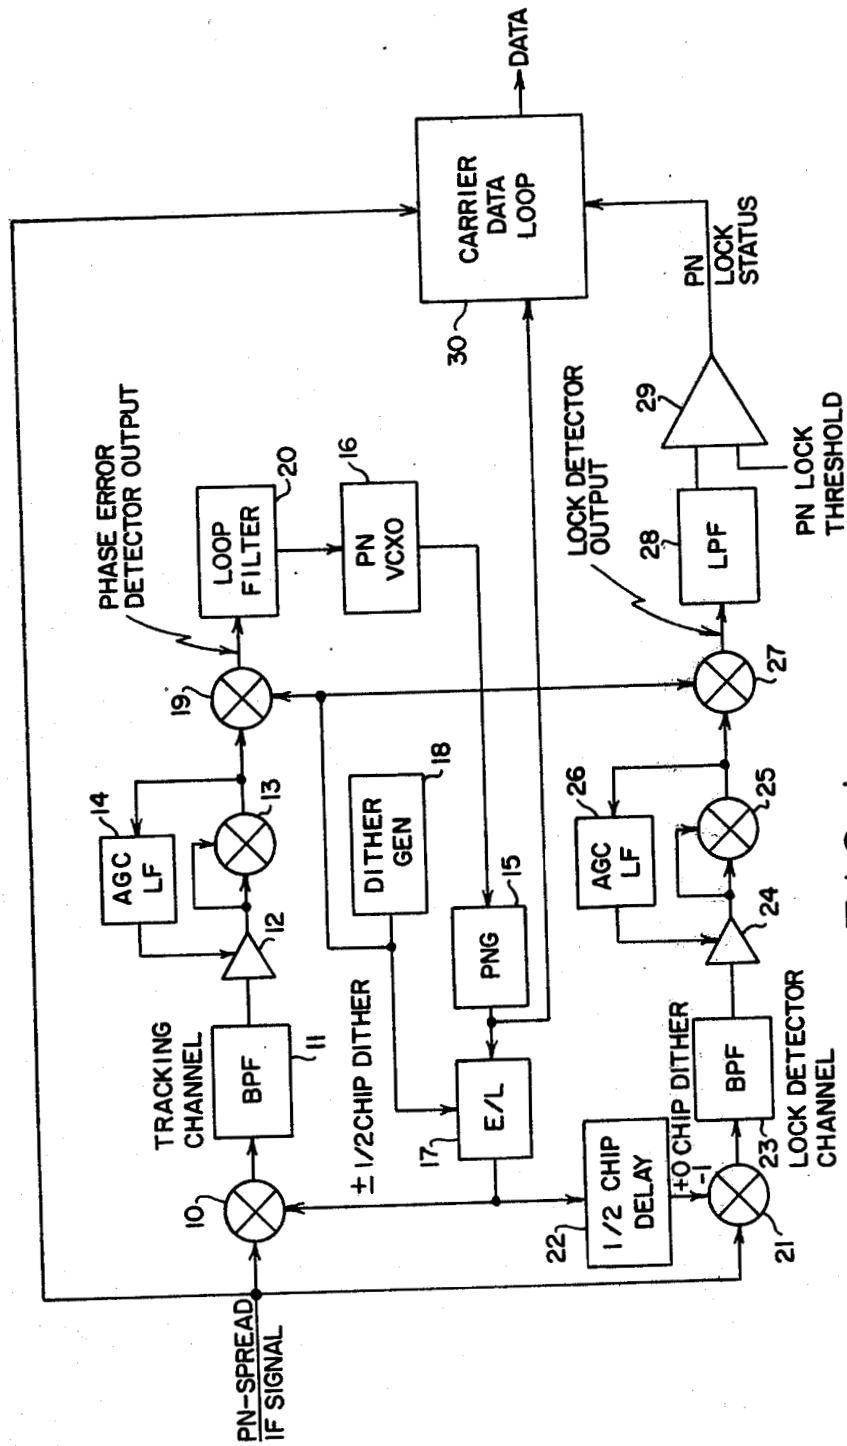 PN-SPREAD
IF SIGNAL
10
TRACKING
CHANNEL
BPF
11
12
AGC
LF
14
13
19
PHASE ERROR
DETECTOR OUTPUT
LOOP
FILTER
20
PN
VCXO
16
DITHER
GEN
18
± 1/2 CHIP DITHER
E/L
17
PNG
15
CARRIER
DATA
LOOP
30
DATA
1/2 CHIP
DELAY
22
+0 CHIP DITHER
-1
21
BPF
23
LOCK DETECTOR
CHANNEL
24
AGC
LF
26
25
27
LOCK DETECTOR
OUTPUT
LPF
28
29
PN LOCK
THRESHOLD
PN
LOCK
STATUS